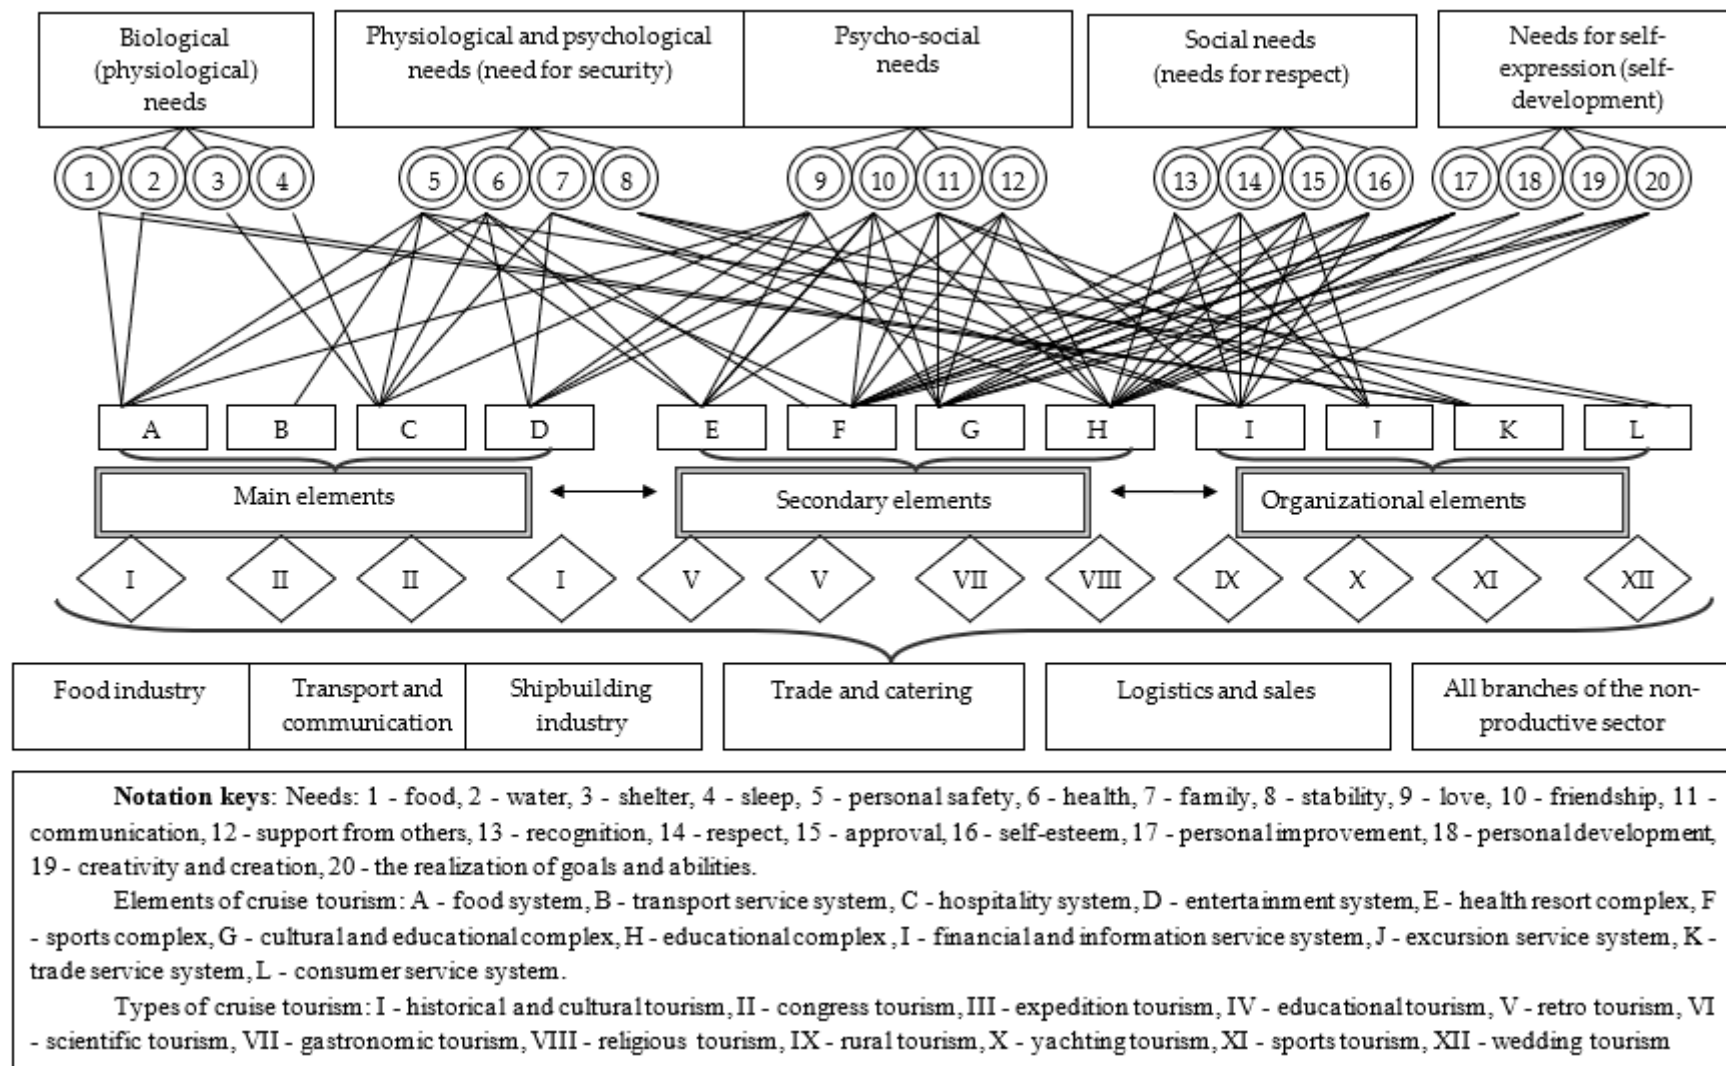 Biological
(physiological)
needs
Physiological and psychological
needs (need for security)
Psycho-social
needs
Social needs
(needs for respect)
Needs for self-
expression (self-
development)
1 2 3 4 5 6 7 8 9 10 11 12 13 14 15 16 17 18 19 20
A B C D E F G H I J K L
Main elements
Secondary elements
Organizational elements
I II II I V V VII VIII IX X XI XII
Food industry
Transport and
communication
Shipbuilding
industry
Trade and catering
Logistics and sales
All branches of the non-
productive sector
Notation keys: Needs: 1 - food, 2 - water, 3 - shelter, 4 - sleep, 5 - personal safety, 6 - health, 7 - family, 8 - stability, 9 - love, 10 - friendship, 11 -
communication, 12 - support from others, 13 - recognition, 14 - respect, 15 - approval, 16 - self-esteem, 17 - personal improvement, 18 - personal development,
19 - creativity and creation, 20 - the realization of goals and abilities.
Elements of cruise tourism: A - food system, B - transport service system, C - hospitality system, D - entertainment system, E - health resort complex, F
- sports complex, G - cultural and educational complex, H - educational complex , I - financial and information service system, J - excursion service system, K -
trade service system, L - consumer service system.
Types of cruise tourism: I - historical and cultural tourism, II - congress tourism, III - expedition tourism, IV - educational tourism, V - retro tourism, VI
- scientific tourism, VII - gastronomic tourism, VIII - religious tourism, IX - rural tourism, X - yachting tourism, XI - sports tourism, XII - wedding tourism